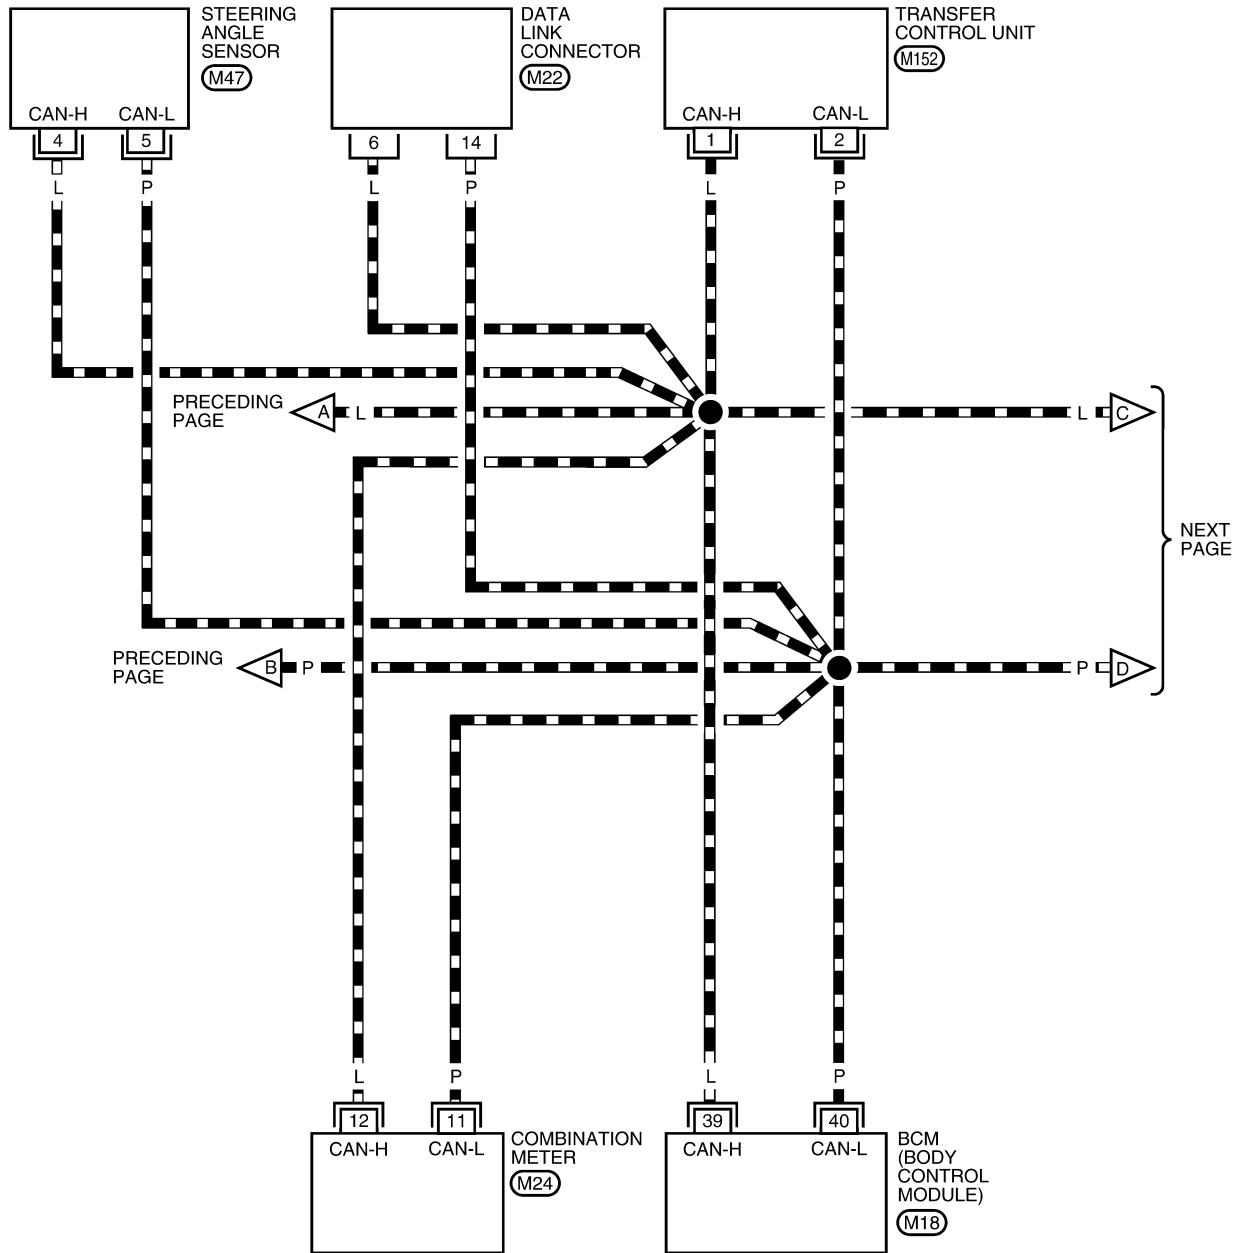 STEERING
ANGLE
SENSOR
M47
DATA
LINK
CONNECTOR
M22
TRANSFER
CONTROL UNIT
M152
CAN-H CAN-L
CAN-H CAN-L
4 5 6 14 1 2
L P L P L P
PRECEDING
PAGE
A L
L C
NEXT
PAGE
PRECEDING
PAGE
B P
P D
L P L P
12 11 39 40
CAN-H CAN-L
CAN-H CAN-L
COMBINATION
METER
M24
BCM
(BODY
CONTROL
MODULE)
M18